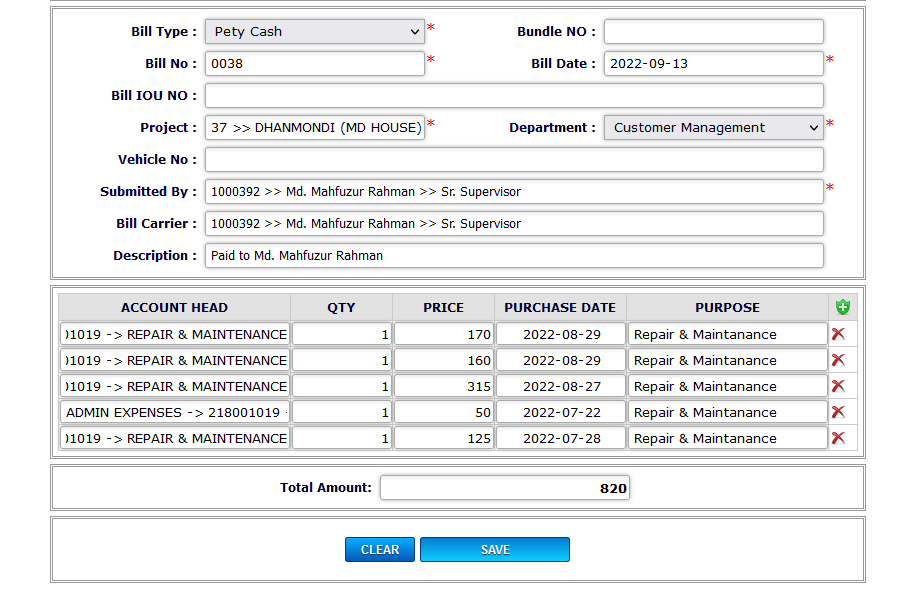 Bill Type : Pety Cash * Bundle NO :
Bill No : 0038 * Bill Date : 2022-09-13 *
Bill IOU NO :
Project : 37 >> DHANMONDI (MD HOUSE) * Department : Customer Management *
Vehicle No :
Submitted By : 1000392 >> Md. Mahfuzur Rahman >> Sr. Supervisor *
Bill Carrier : 1000392 >> Md. Mahfuzur Rahman >> Sr. Supervisor
Description : Paid to Md. Mahfuzur Rahman
ACCOUNT HEAD QTY PRICE PURCHASE DATE PURPOSE
01019 -> REPAIR & MAINTENANCE 1 170 2022-08-29 Repair & Maintanance
01019 -> REPAIR & MAINTENANCE 1 160 2022-08-29 Repair & Maintanance
01019 -> REPAIR & MAINTENANCE 1 315 2022-08-27 Repair & Maintanance
ADMIN EXPENSES -> 218001019 - 1 50 2022-07-22 Repair & Maintanance
01019 -> REPAIR & MAINTENANCE 1 125 2022-07-28 Repair & Maintanance
Total Amount: 820
CLEAR SAVE